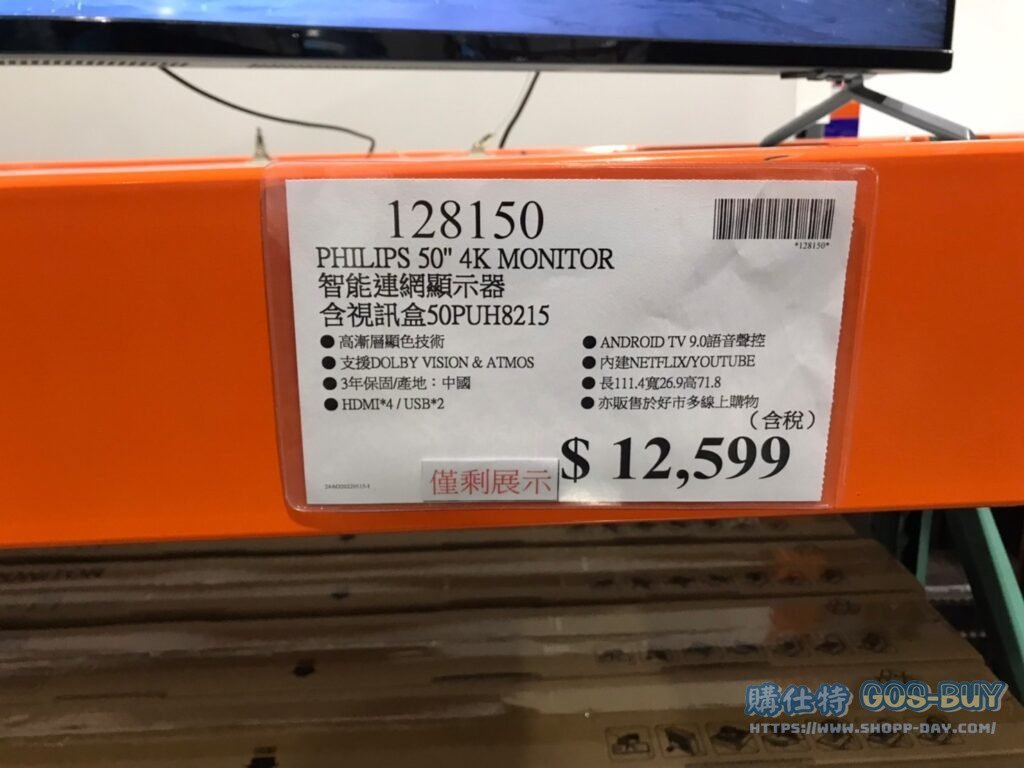 128150
*128150*
PHILIPS 50" 4K MONITOR
智能連網顯示器
含視訊盒50PUH8215
● 高漸層顯色技術
● 支援DOLBY VISION & ATMOS
● 3年保固/產地：中國
● HDMI*4 / USB*2
● ANDROID TV 9.0語音聲控
● 內建NETFLIX/YOUTUBE
● 長111.4寬26.9高71.8
● 亦販售於好市多線上購物
（含稅）
$ 12,599
僅剩展示
購仕特 GOS-BUY
HTTPS://WWW.SHOPP-DAY.COM/